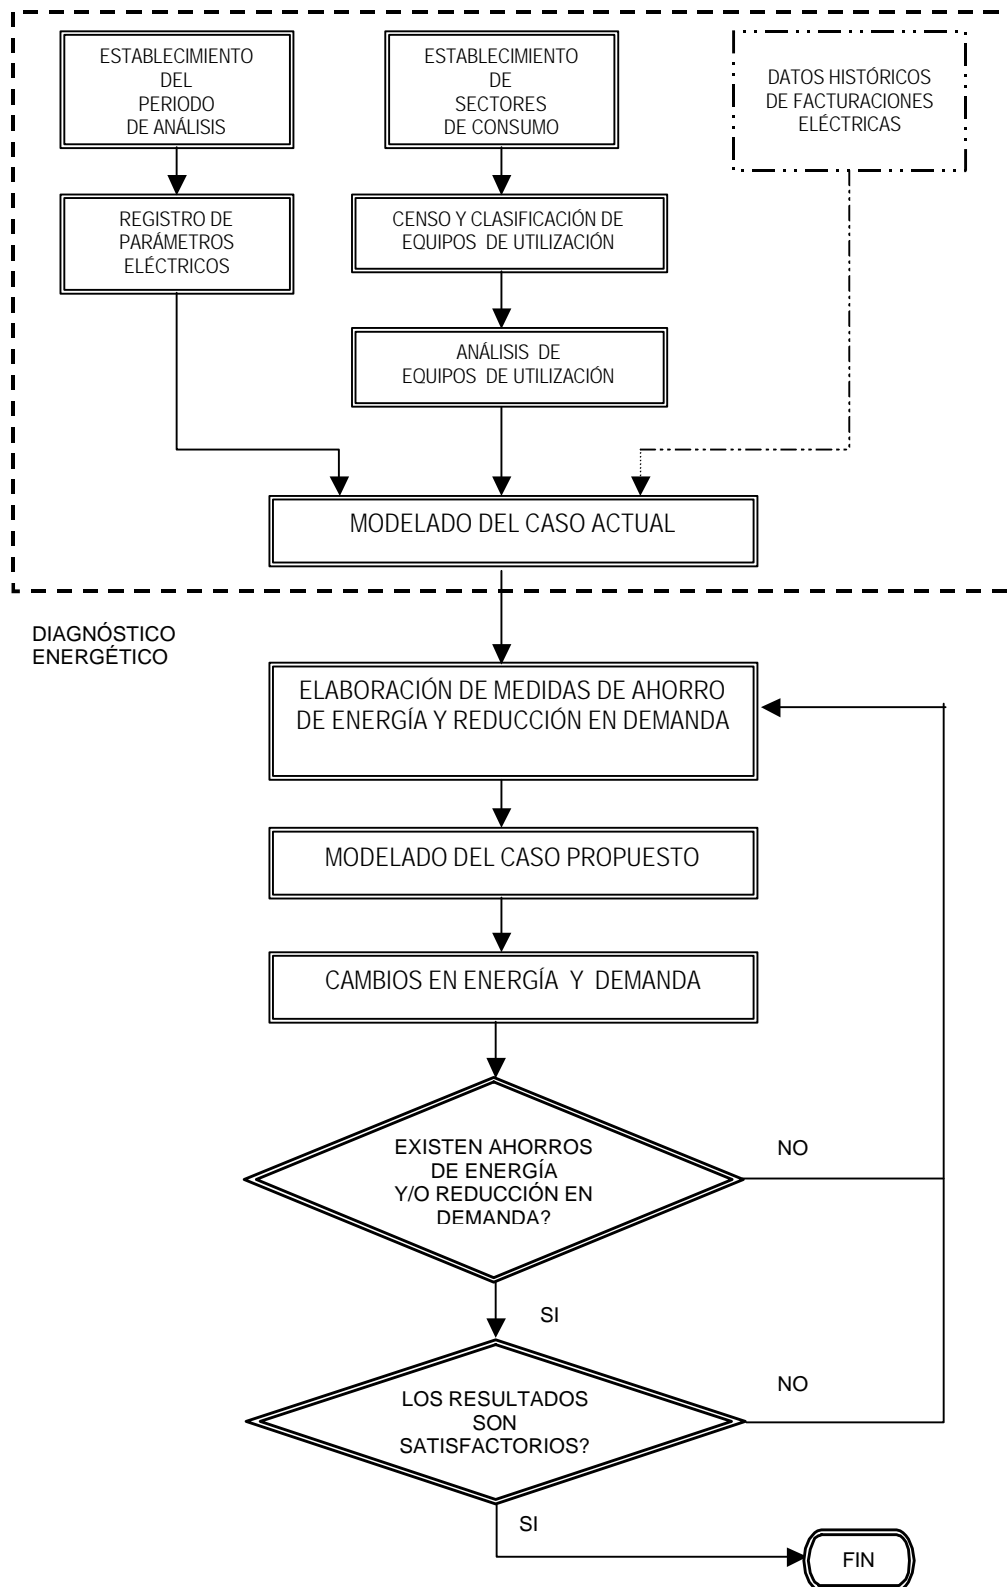 ESTABLECIMIENTO
DEL
PERIODO
DE ANÁLISIS
ESTABLECIMIENTO
DE
SECTORES
DE CONSUMO
DATOS HISTÓRICOS
DE FACTURACIONES
ELÉCTRICAS
REGISTRO DE
PARÁMETROS
ELÉCTRICOS
CENSO Y CLASIFICACIÓN DE
EQUIPOS DE UTILIZACIÓN
ANÁLISIS DE
EQUIPOS DE UTILIZACIÓN
MODELADO DEL CASO ACTUAL
DIAGNÓSTICO
ENERGÉTICO
ELABORACIÓN DE MEDIDAS DE AHORRO
DE ENERGÍA Y REDUCCIÓN EN DEMANDA
MODELADO DEL CASO PROPUESTO
CAMBIOS EN ENERGÍA Y DEMANDA
EXISTEN AHORROS
DE ENERGÍA
Y/O REDUCCIÓN EN
DEMANDA?
NO
SI
LOS RESULTADOS
SON
SATISFACTORIOS?
NO
SI
FIN